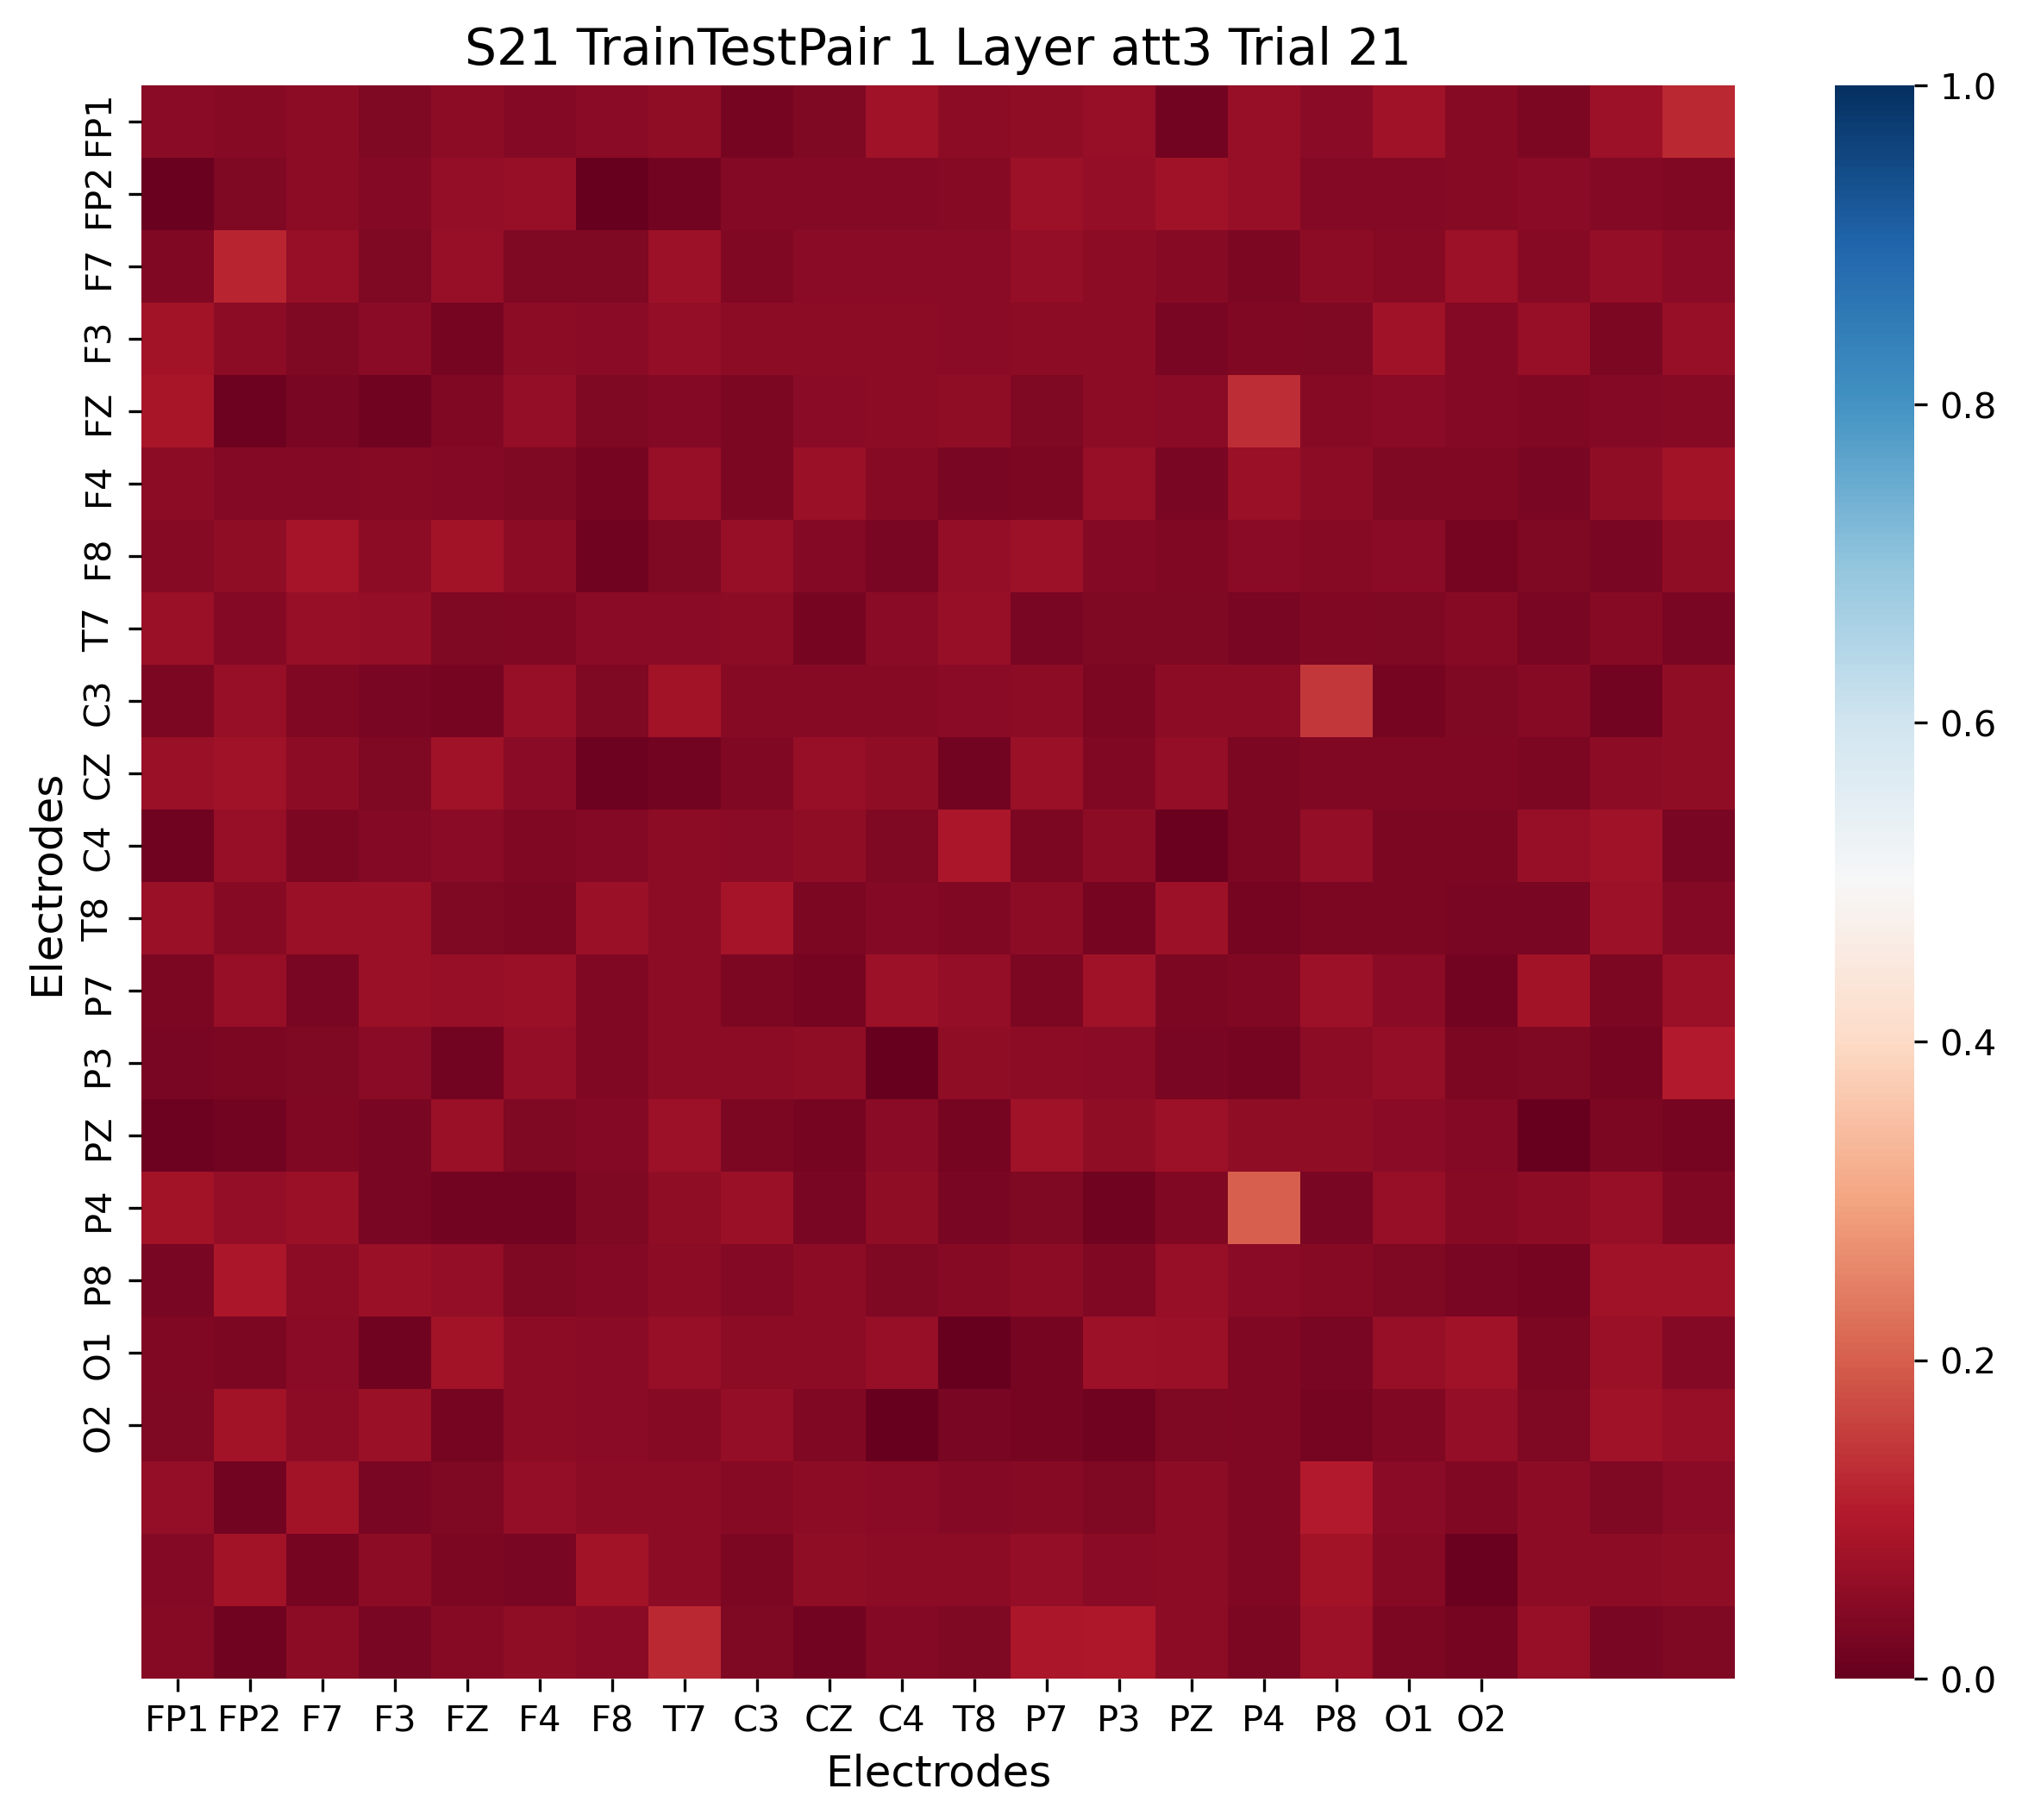 S21 TrainTestPair 1 Layer att3 Trial 21
Electrodes
FP1
FP2
F7
F3
FZ
F4
F8
T7
C3
CZ
C4
T8
P7
P3
PZ
P4
P8
O1
O2
FP1 FP2 F7 F3 FZ F4 F8 T7 C3 CZ C4 T8 P7 P3 PZ P4 P8 O1 O2
Electrodes
1.0
0.8
0.6
0.4
0.2
0.0